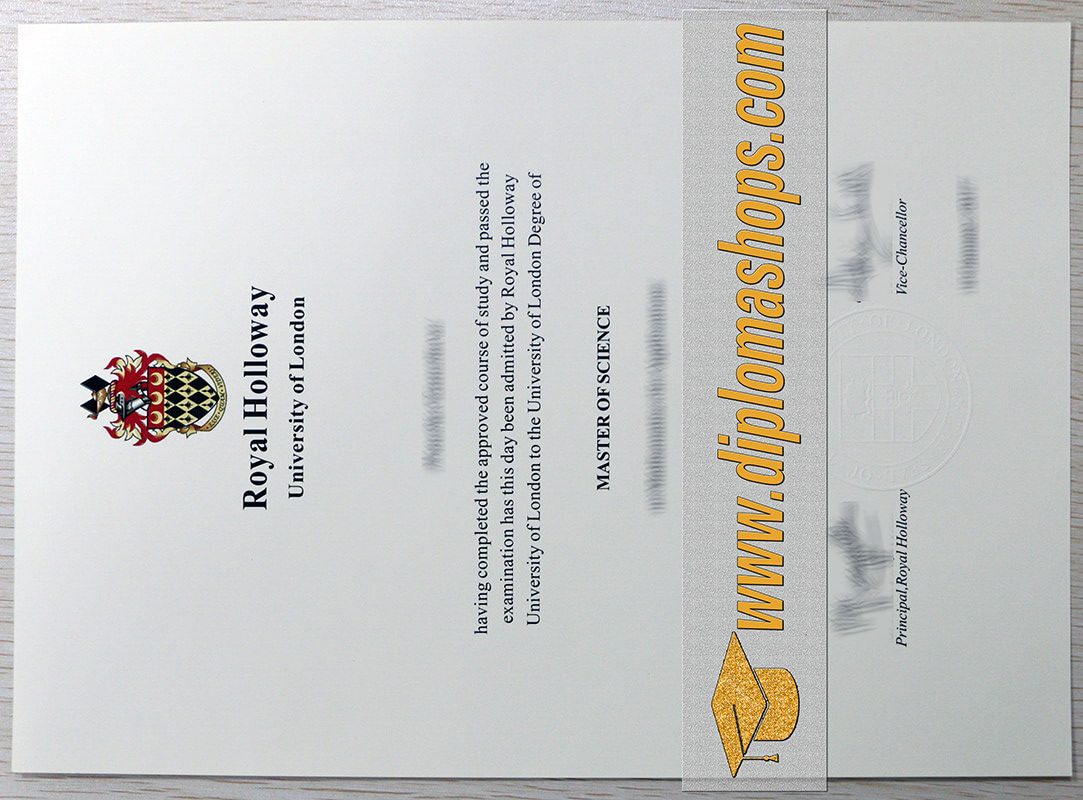 Royal Holloway
University of London
having completed the approved course of study and passed the
examination has this day been admitted by Royal Holloway
University of London to the University of London Degree of
MASTER OF SCIENCE
www.diplomashops.com
Principal,Royal Holloway
Vice-Chancellor